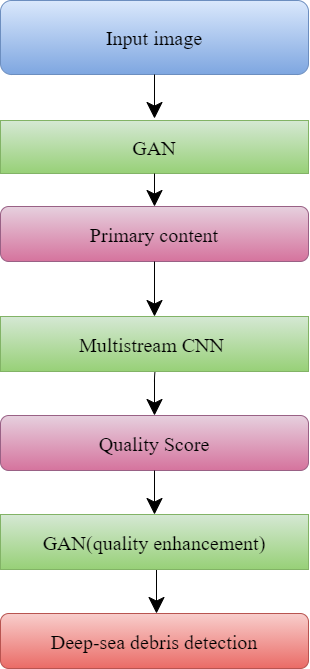 Input image
GAN
Primary content
Multistream CNN
Quality Score
GAN(quality enhancement)
Deep-sea debris detection